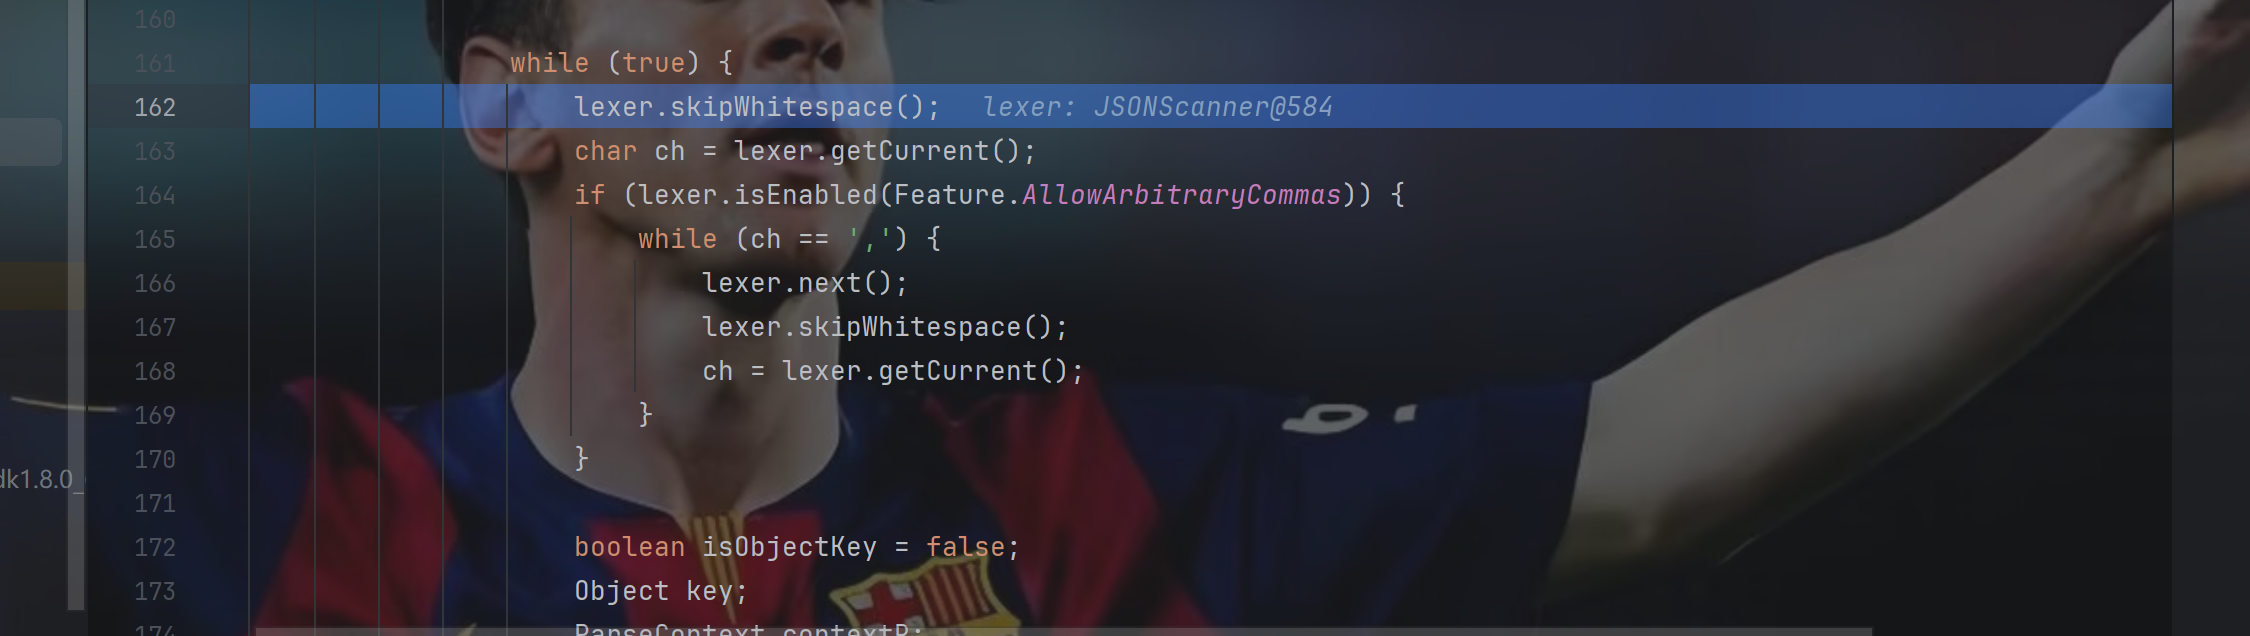 160
161 while (true) {
162 lexer.skipWhitespace(); lexer: JSONScanner@584
163 char ch = lexer.getCurrent();
164 if (lexer.isEnabled(Feature.AllowArbitraryCommas)) {
165 while (ch == ',') {
166 lexer.next();
167 lexer.skipWhitespace();
168 ch = lexer.getCurrent();
169 }
170 }
dk1.8.0_
171
172 boolean isObjectKey = false;
173 Object key;
174 ParseContext contextR;